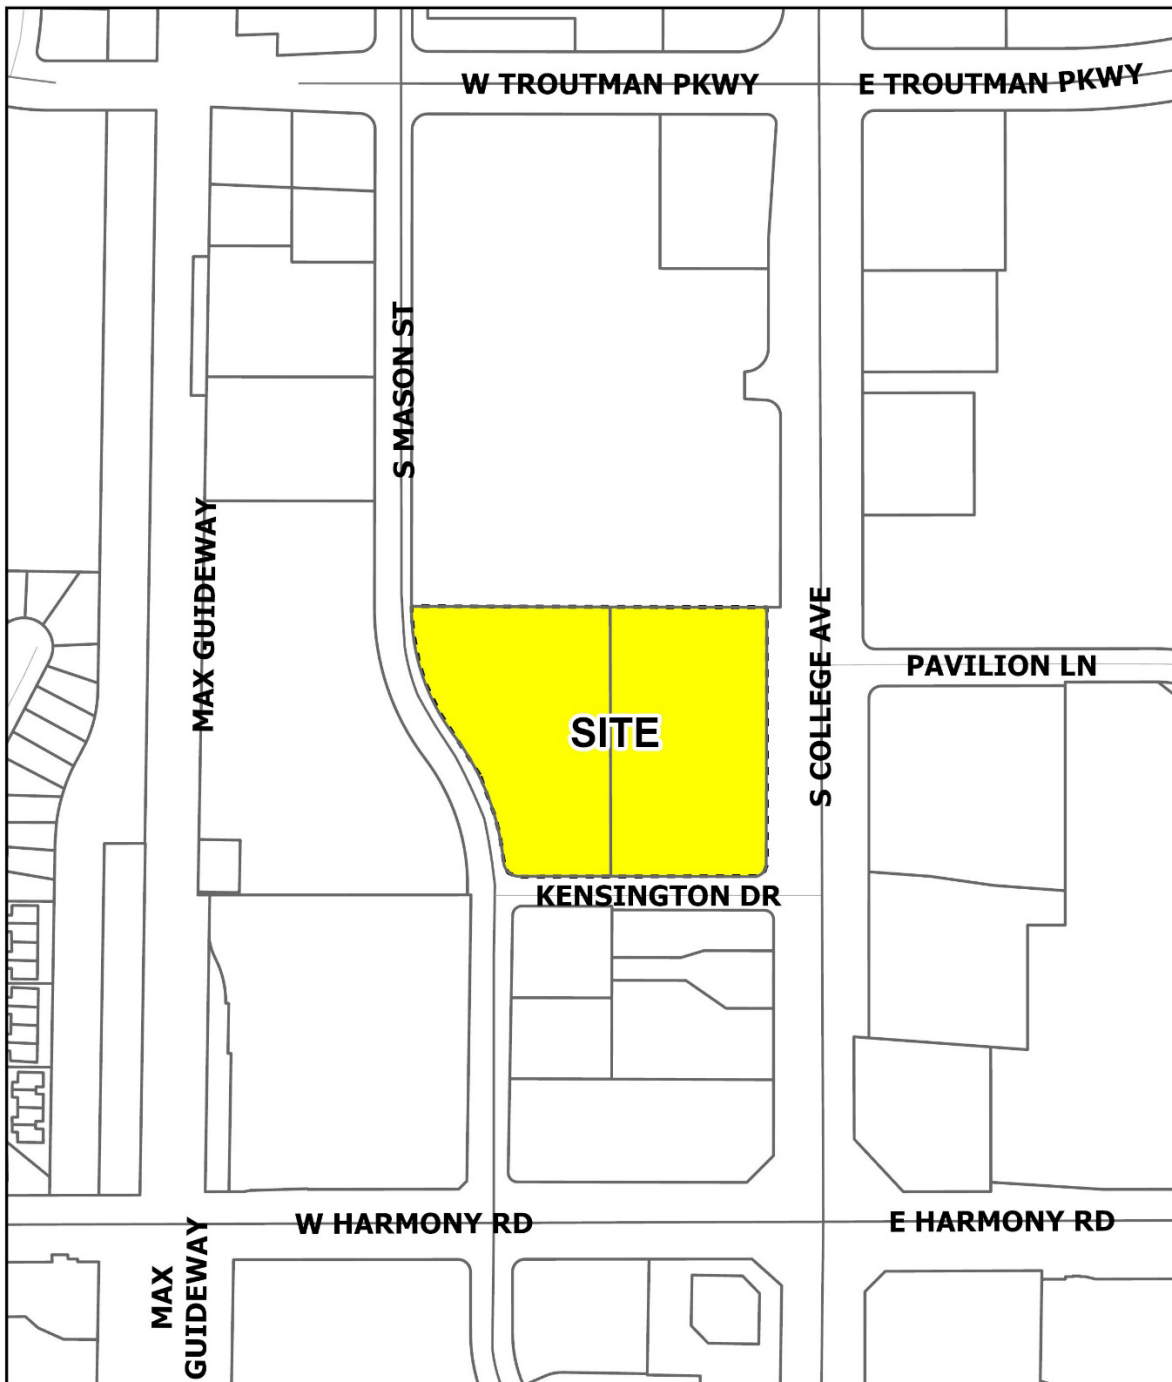 W TROUTMAN PKWY
E TROUTMAN PKWY
S MASON ST
MAX GUIDEWAY
S COLLEGE AVE
PAVILION LN
SITE
KENSINGTON DR
W HARMONY RD
E HARMONY RD
MAX
GUIDEWAY